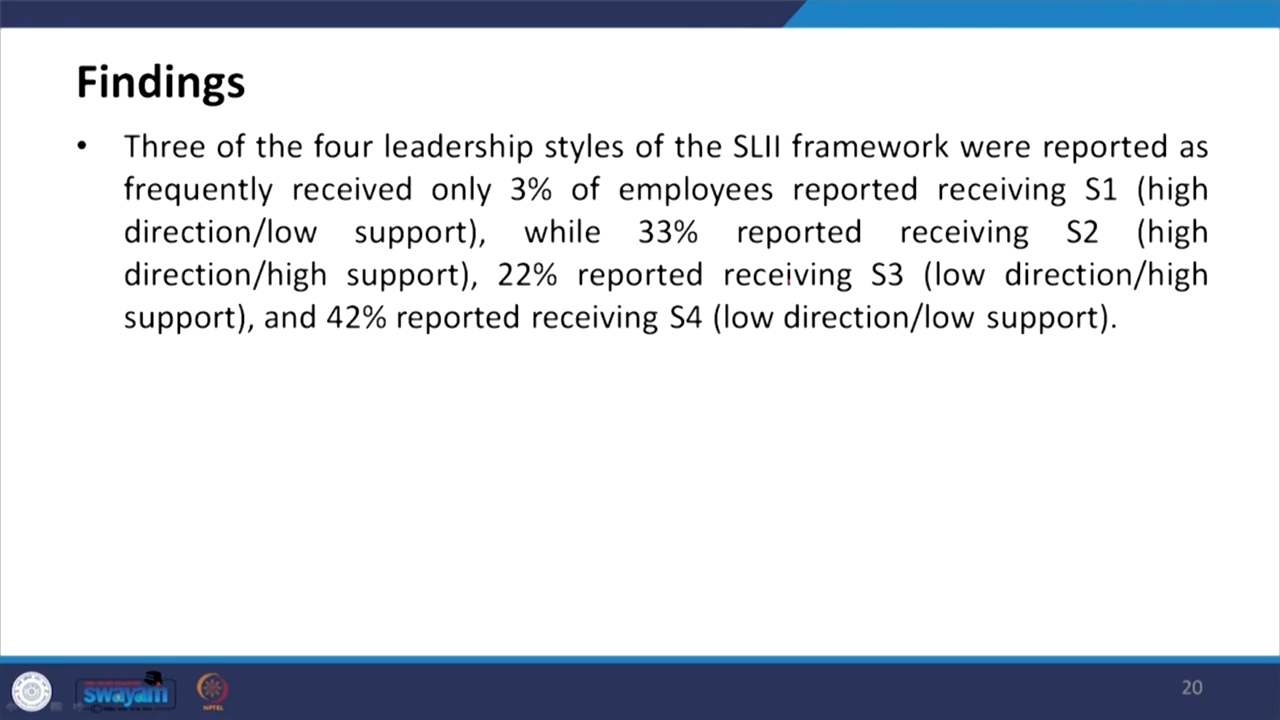 Findings
• Three of the four leadership styles of the SLII framework were reported as
frequently received only 3% of employees reported receiving S1 (high
direction/low support), while 33% reported receiving S2 (high
direction/high support), 22% reported receiving S3 (low direction/high
support), and 42% reported receiving S4 (low direction/low support).
swayam
NPTEL
20